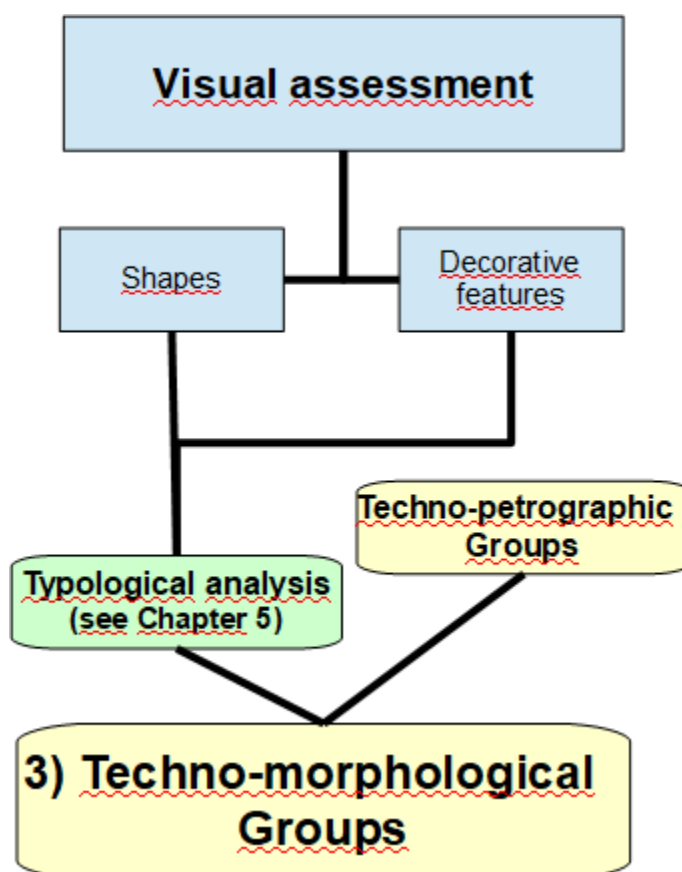 Visual assessment
Shapes
Decorative
features
Techno-petrographic
Groups
Typological analysis
(see Chapter 5)
3) Techno-morphological
Groups